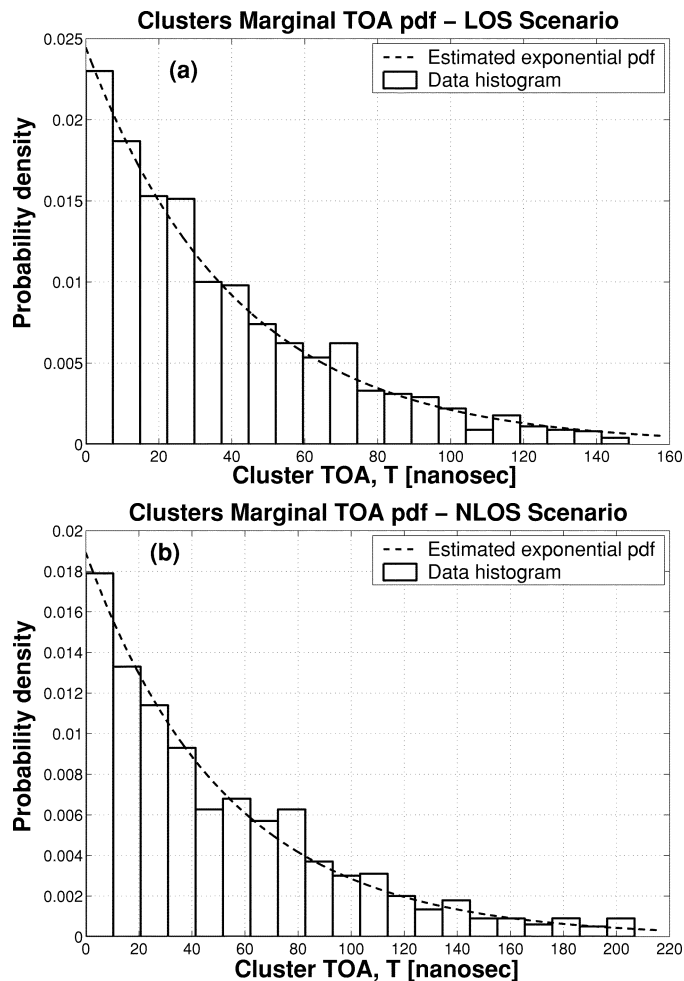 Clusters Marginal TOA pdf – LOS Scenario
(a)
Estimated exponential pdf
Data histogram
Probability density
0.025
0.02
0.015
0.01
0.005
0
0 20 40 60 80 100 120 140 160
Cluster TOA, T [nanosec]
Clusters Marginal TOA pdf – NLOS Scenario
(b)
Estimated exponential pdf
Data histogram
Probability density
0.02
0.018
0.016
0.014
0.012
0.01
0.008
0.006
0.004
0.002
0
0 20 40 60 80 100 120 140 160 180 200 220
Cluster TOA, T [nanosec]